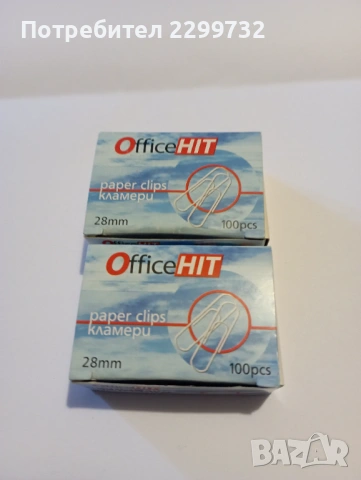 Потребител 2299732
OfficeHIT
paper clips
кламери
28mm 100pcs
OfficeHIT
paper clips
кламери
28mm 100pcs
BAZAR